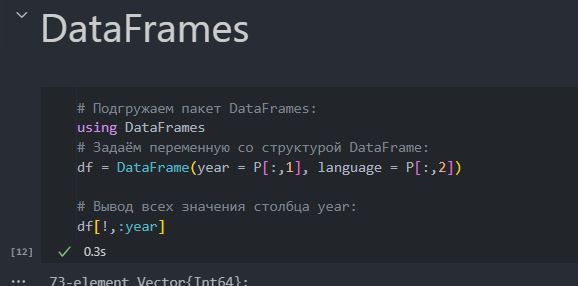 DataFrames
# Подгружаем пакет DataFrames:
using DataFrames
# Задаём переменную со структурой DataFrame:
df = DataFrame(year = P[:,1], language = P[:,2])
# Вывод всех значения столбца year:
df[!,:year]
[12] ✓ 0.3s
... 73-element Vector{Int64}: